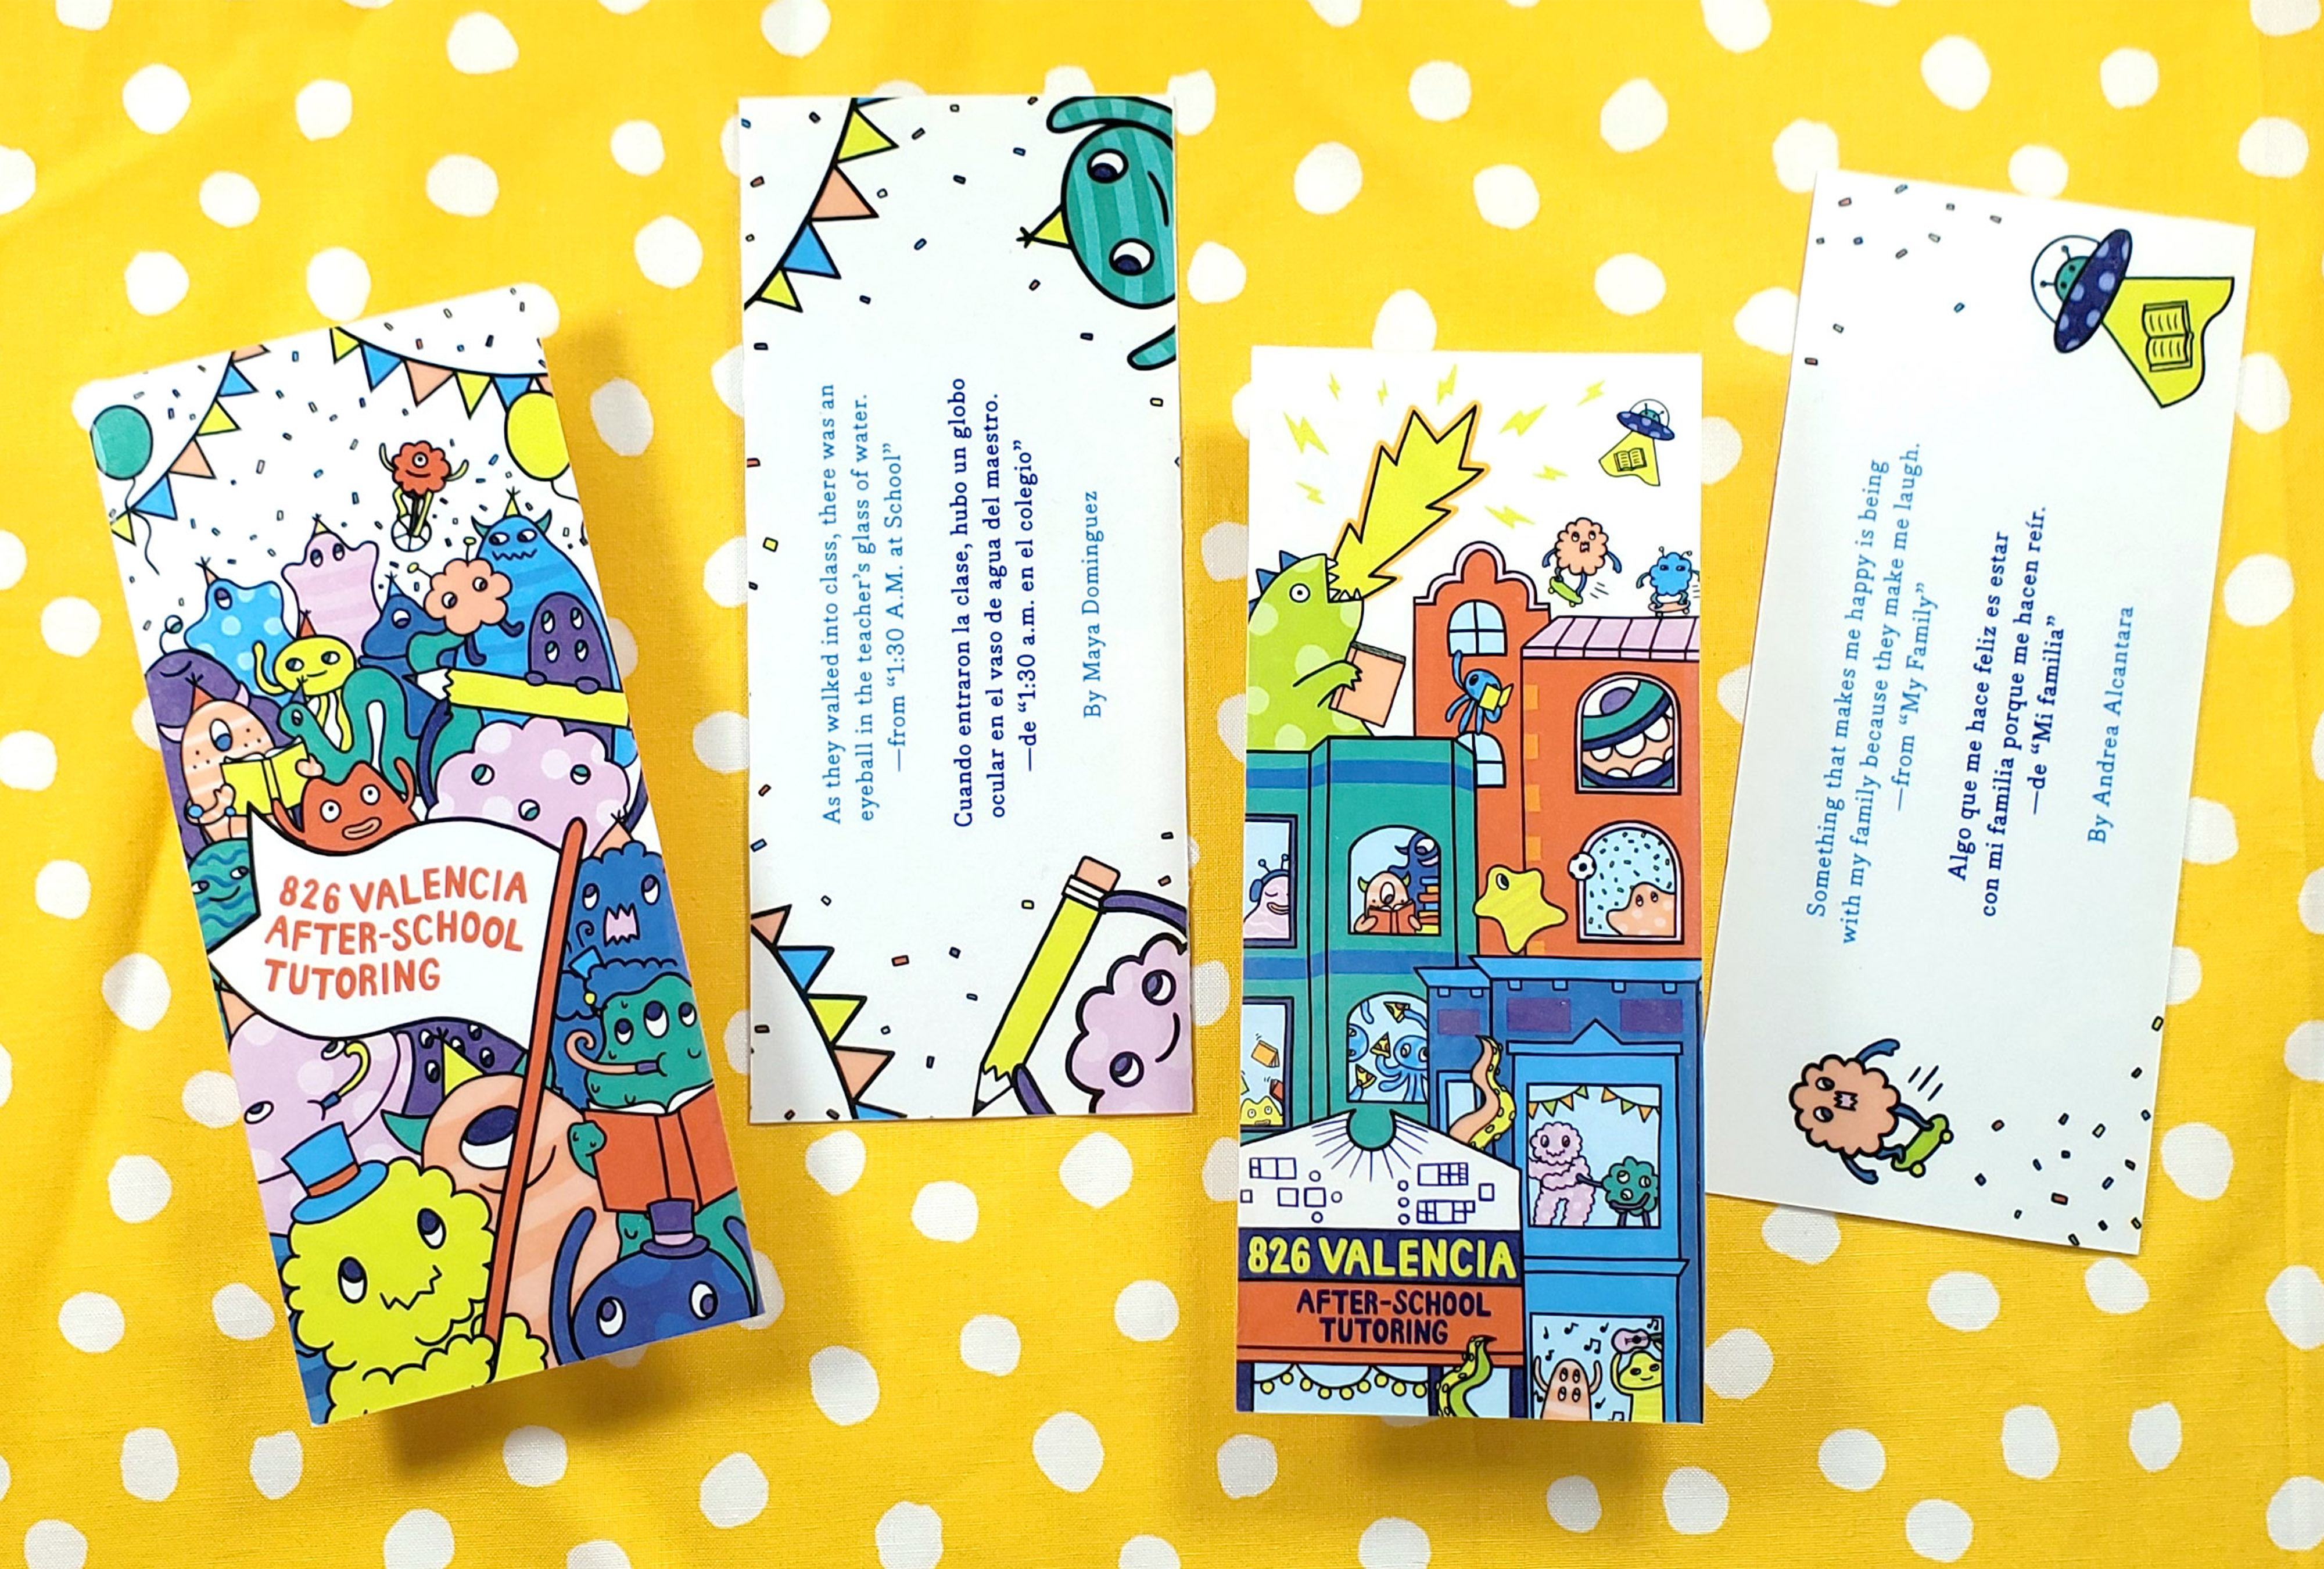 826 VALENCIA
AFTER-SCHOOL
TUTORING
As they walked into class, there was an
eyeball in the teacher's glass of water.
—from “1:30 A.M. at School”
Cuando entraron la clase, hubo un globo
ocular en el vaso de agua del maestro.
—de “1:30 a.m. en el colegio”
By Maya Dominguez
826 VALENCIA
AFTER-SCHOOL
TUTORING
Something that makes me happy is being
with my family because they make me laugh.
—from “My Family”
Algo que me hace feliz es estar
con mi familia porque me hacen reír.
—de “Mi familia”
By Andrea Alcantara